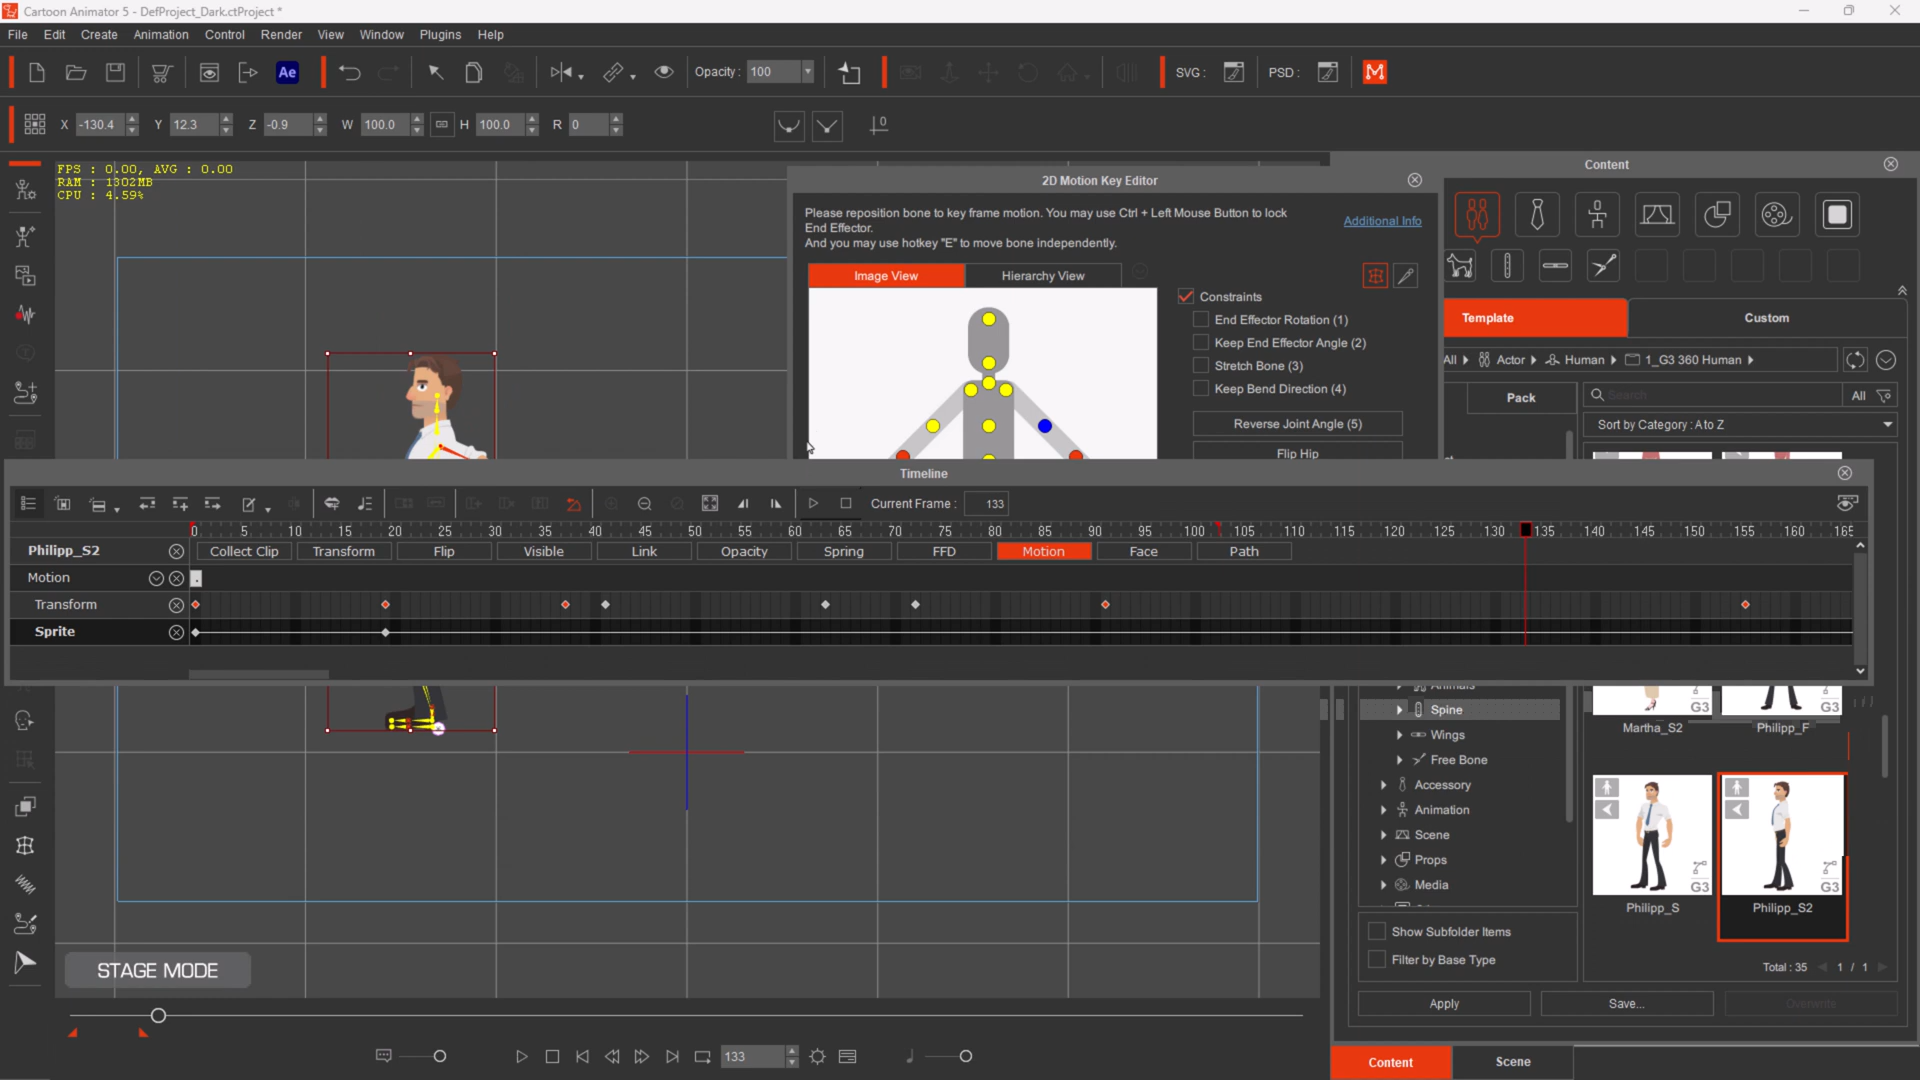 Cartoon Animator 5 - DefProject_Dark.ctProject *
File Edit Create Animation Control Render View Window Plugins Help
Ae Opacity : 100 SVG : PSD :
X -130.4 Y 12.3 Z -0.9 W 100.0 H 100.0 R 0
FPS : 0.00, AVG : 0.00
RAM : 1302MB
CPU : 4.59%
2D Motion Key Editor
Please reposition bone to key frame motion. You may use Ctrl + Left Mouse Button to lock
End Effector.
And you may use hotkey "E" to move bone independently.
Additional Info
Image View Hierarchy View
Constraints
End Effector Rotation (1)
Keep End Effector Angle (2)
Stretch Bone (3)
Keep Bend Direction (4)
Reverse Joint Angle (5)
Flip Hip
Content
Template Custom
All Actor Human 1_G3 360 Human
Pack
Search All
Sort by Category : A to Z
Timeline
Current Frame : 133
0 5 10 15 20 25 30 35 40 45 50 55 60 65 70 75 80 85 90 95 100 105 110 115 120 125 130 135 140 145 150 155 160 165
Philipp_S2 Collect Clip Transform Flip Visible Link Opacity Spring FFD Motion Face Path
Motion
Transform
Sprite
Animals
Spine
Wings
Free Bone
Accessory
Animation
Scene
Props
Media
G3 G3
Martha_S2 Philipp_F
G3 G3
Philipp_S Philipp_S2
Show Subfolder Items
Filter by Base Type
Total : 35 1 / 1
Apply Save... Overwrite
STAGE MODE
133
Content Scene